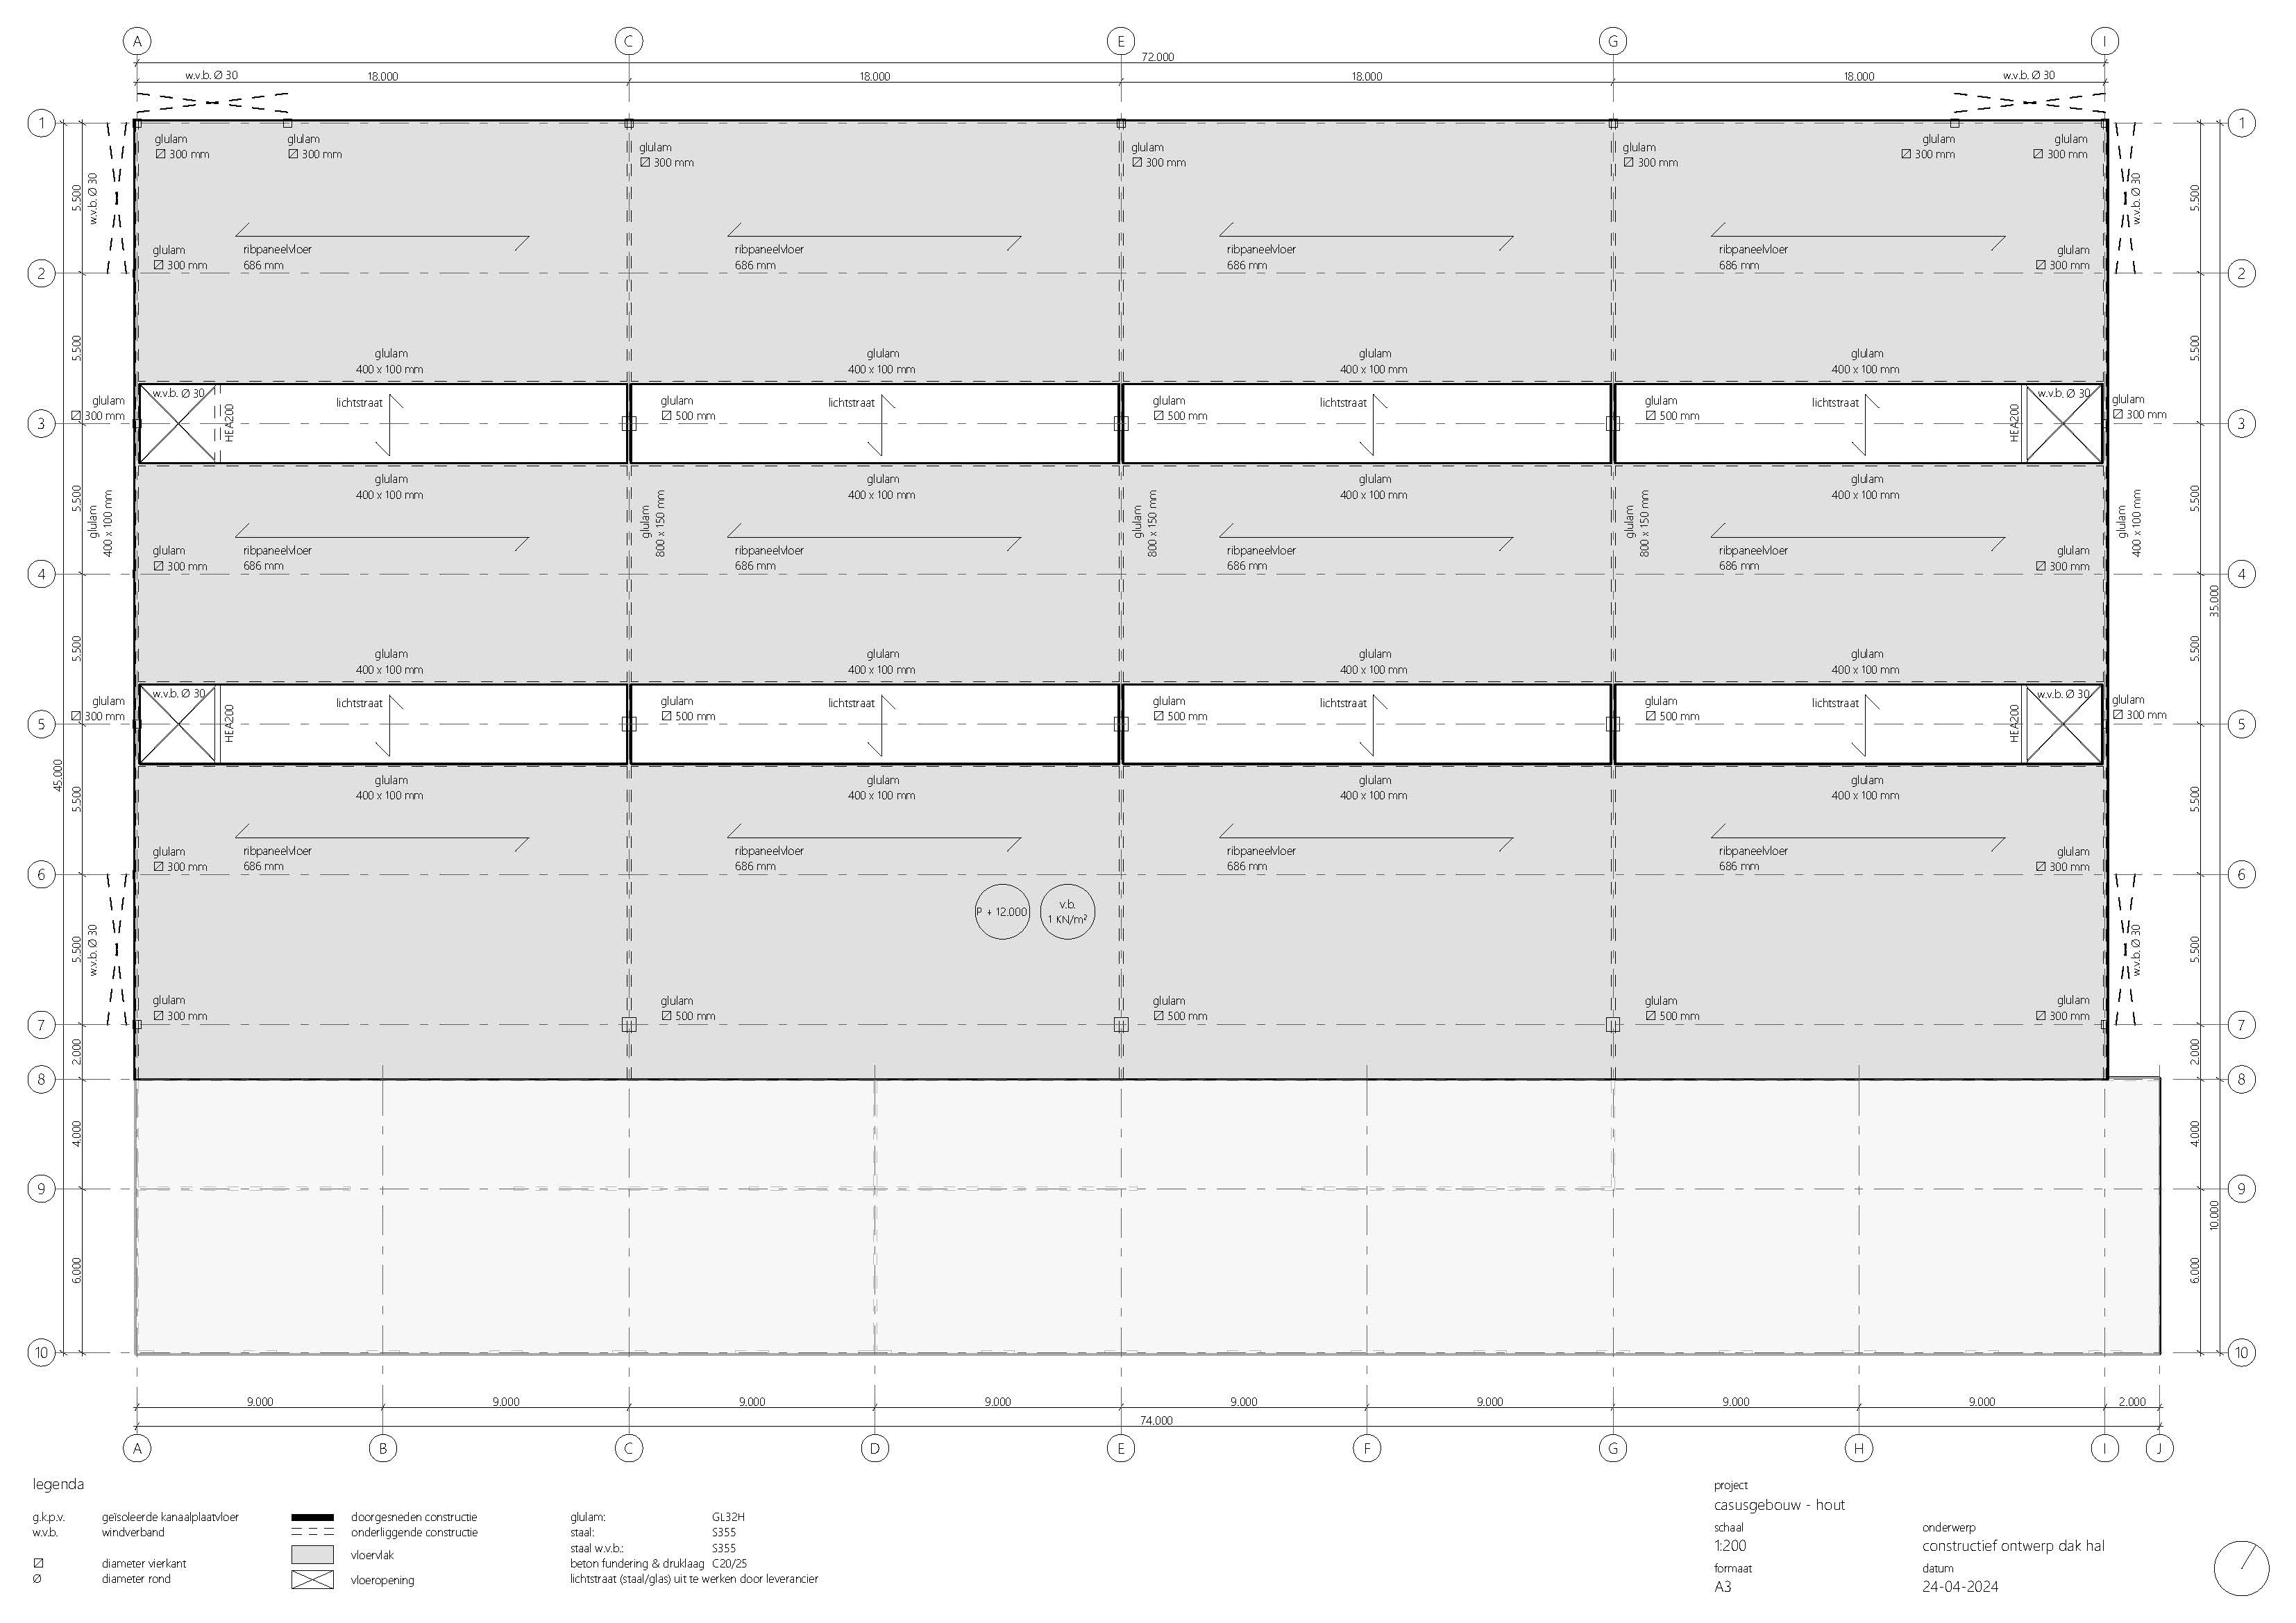 A C E G I
72.000
w.v.b. Ø 30 18.000 18.000 18.000 18.000 w.v.b. Ø 30
1 1
glulam glulam glulam glulam
300 mm 300 mm 300 mm 300 mm
glulam glulam glulam glulam
300 mm 300 mm 300 mm 300 mm
5.500 w.v.b. Ø 30 w.v.b. Ø 30 5.500
glulam ribpaneelvloer ribpaneelvloer ribpaneelvloer ribpaneelvloer glulam
300 mm 686 mm 686 mm 686 mm 686 mm 300 mm
2 2
5.500 5.500
glulam glulam glulam glulam
400 x 100 mm 400 x 100 mm 400 x 100 mm 400 x 100 mm
w.v.b. Ø 30 w.v.b. Ø 30
glulam lichtstraat glulam lichtstraat glulam lichtstraat glulam lichtstraat glulam
300 mm HEA200 500 mm 500 mm 500 mm HEA200 300 mm
3 3
glulam glulam glulam glulam
400 x 100 mm 400 x 100 mm 400 x 100 mm 400 x 100 mm
5.500 5.500
glulam glulam glulam glulam glulam
400 x 100 mm 800 x 150 mm 800 x 150 mm 800 x 150 mm 400 x 100 mm
glulam ribpaneelvloer ribpaneelvloer ribpaneelvloer ribpaneelvloer glulam
300 mm 686 mm 686 mm 686 mm 686 mm 300 mm
4 4
35.000
5.500 5.500
glulam glulam glulam glulam
400 x 100 mm 400 x 100 mm 400 x 100 mm 400 x 100 mm
w.v.b. Ø 30 w.v.b. Ø 30
glulam lichtstraat glulam lichtstraat glulam lichtstraat glulam lichtstraat glulam
300 mm HEA200 500 mm 500 mm 500 mm HEA200 300 mm
5 5
45.000
glulam glulam glulam glulam
400 x 100 mm 400 x 100 mm 400 x 100 mm 400 x 100 mm
5.500 5.500
glulam ribpaneelvloer ribpaneelvloer ribpaneelvloer ribpaneelvloer glulam
300 mm 686 mm 686 mm 686 mm 686 mm 300 mm
6 6
P + 12.000 v.b.
1 KN/m²
5.500 w.v.b. Ø 30 w.v.b. Ø 30 5.500
glulam glulam glulam glulam glulam
300 mm 500 mm 500 mm 500 mm 300 mm
7 7
2.000 2.000
8 8
4.000 4.000
9 9
10.000
6.000 6.000
10 10
9.000 9.000 9.000 9.000 9.000 9.000 9.000 9.000 2.000
74.000
A B C D E F G H I J
legenda
g.k.p.v. geïsoleerde kanaalplaatvloer
w.v.b. windverband
diameter vierkant
Ø diameter rond
doorgesneden constructie
onderliggende constructie
vloervlak
vloeropening
glulam: GL32H
staal: S355
staal w.v.b.: S355
beton fundering & druklaag C20/25
lichtstraat (staal/glas) uit te werken door leverancier
project
casusgebouw - hout
schaal
1:200
formaat
A3
onderwerp
constructief ontwerp dak hal
datum
24-04-2024